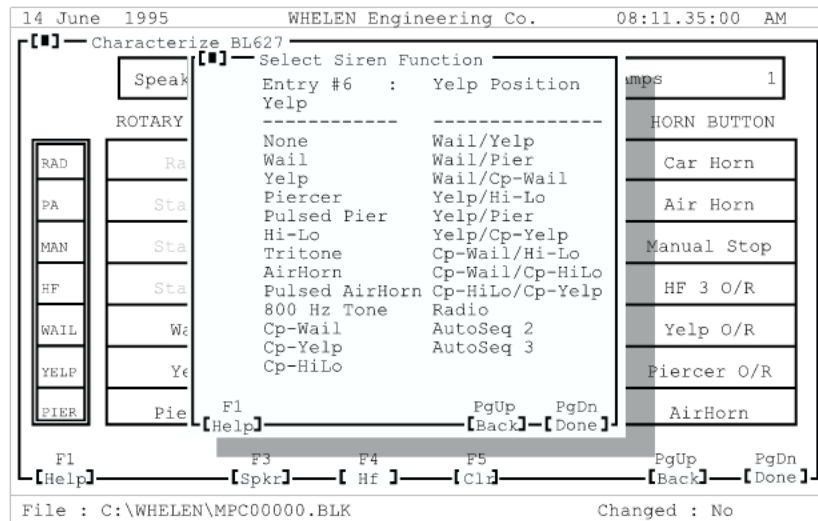 14 June 1995 WHELEN Engineering Co. 08:11.35:00 AM
Characterize BL627
Select Siren Function
Entry #6 : Yelp Position
Yelp
------------ ---------------
None Wail/Yelp
Wail Wail/Pier
Yelp Wail/Cp-Wail
Piercer Yelp/Hi-Lo
Pulsed Pier Yelp/Pier
Hi-Lo Yelp/Cp-Yelp
Tritone Cp-Wail/Hi-Lo
AirHorn Cp-Wail/Cp-HiLo
Pulsed AirHorn Cp-HiLo/Cp-Yelp
800 Hz Tone Radio
Cp-Wail AutoSeq 2
Cp-Yelp AutoSeq 3
Cp-HiLo
F1 PgUp PgDn
[Help] [Back] [Done]
Speak 1
ROTARY HORN BUTTON
RAD Ra Car Horn
PA Sta Air Horn
MAN Sta Manual Stop
HF Sta HF 3 O/R
WAIL Wa Yelp O/R
YELP Ye Piercer O/R
PIER Pie AirHorn
F1 F3 F4 F5 PgUp PgDn
[Help] [Spkr] [ Hf ] [Clr] [Back] [Done]
File : C:\WHELEN\MPC00000.BLK Changed : No